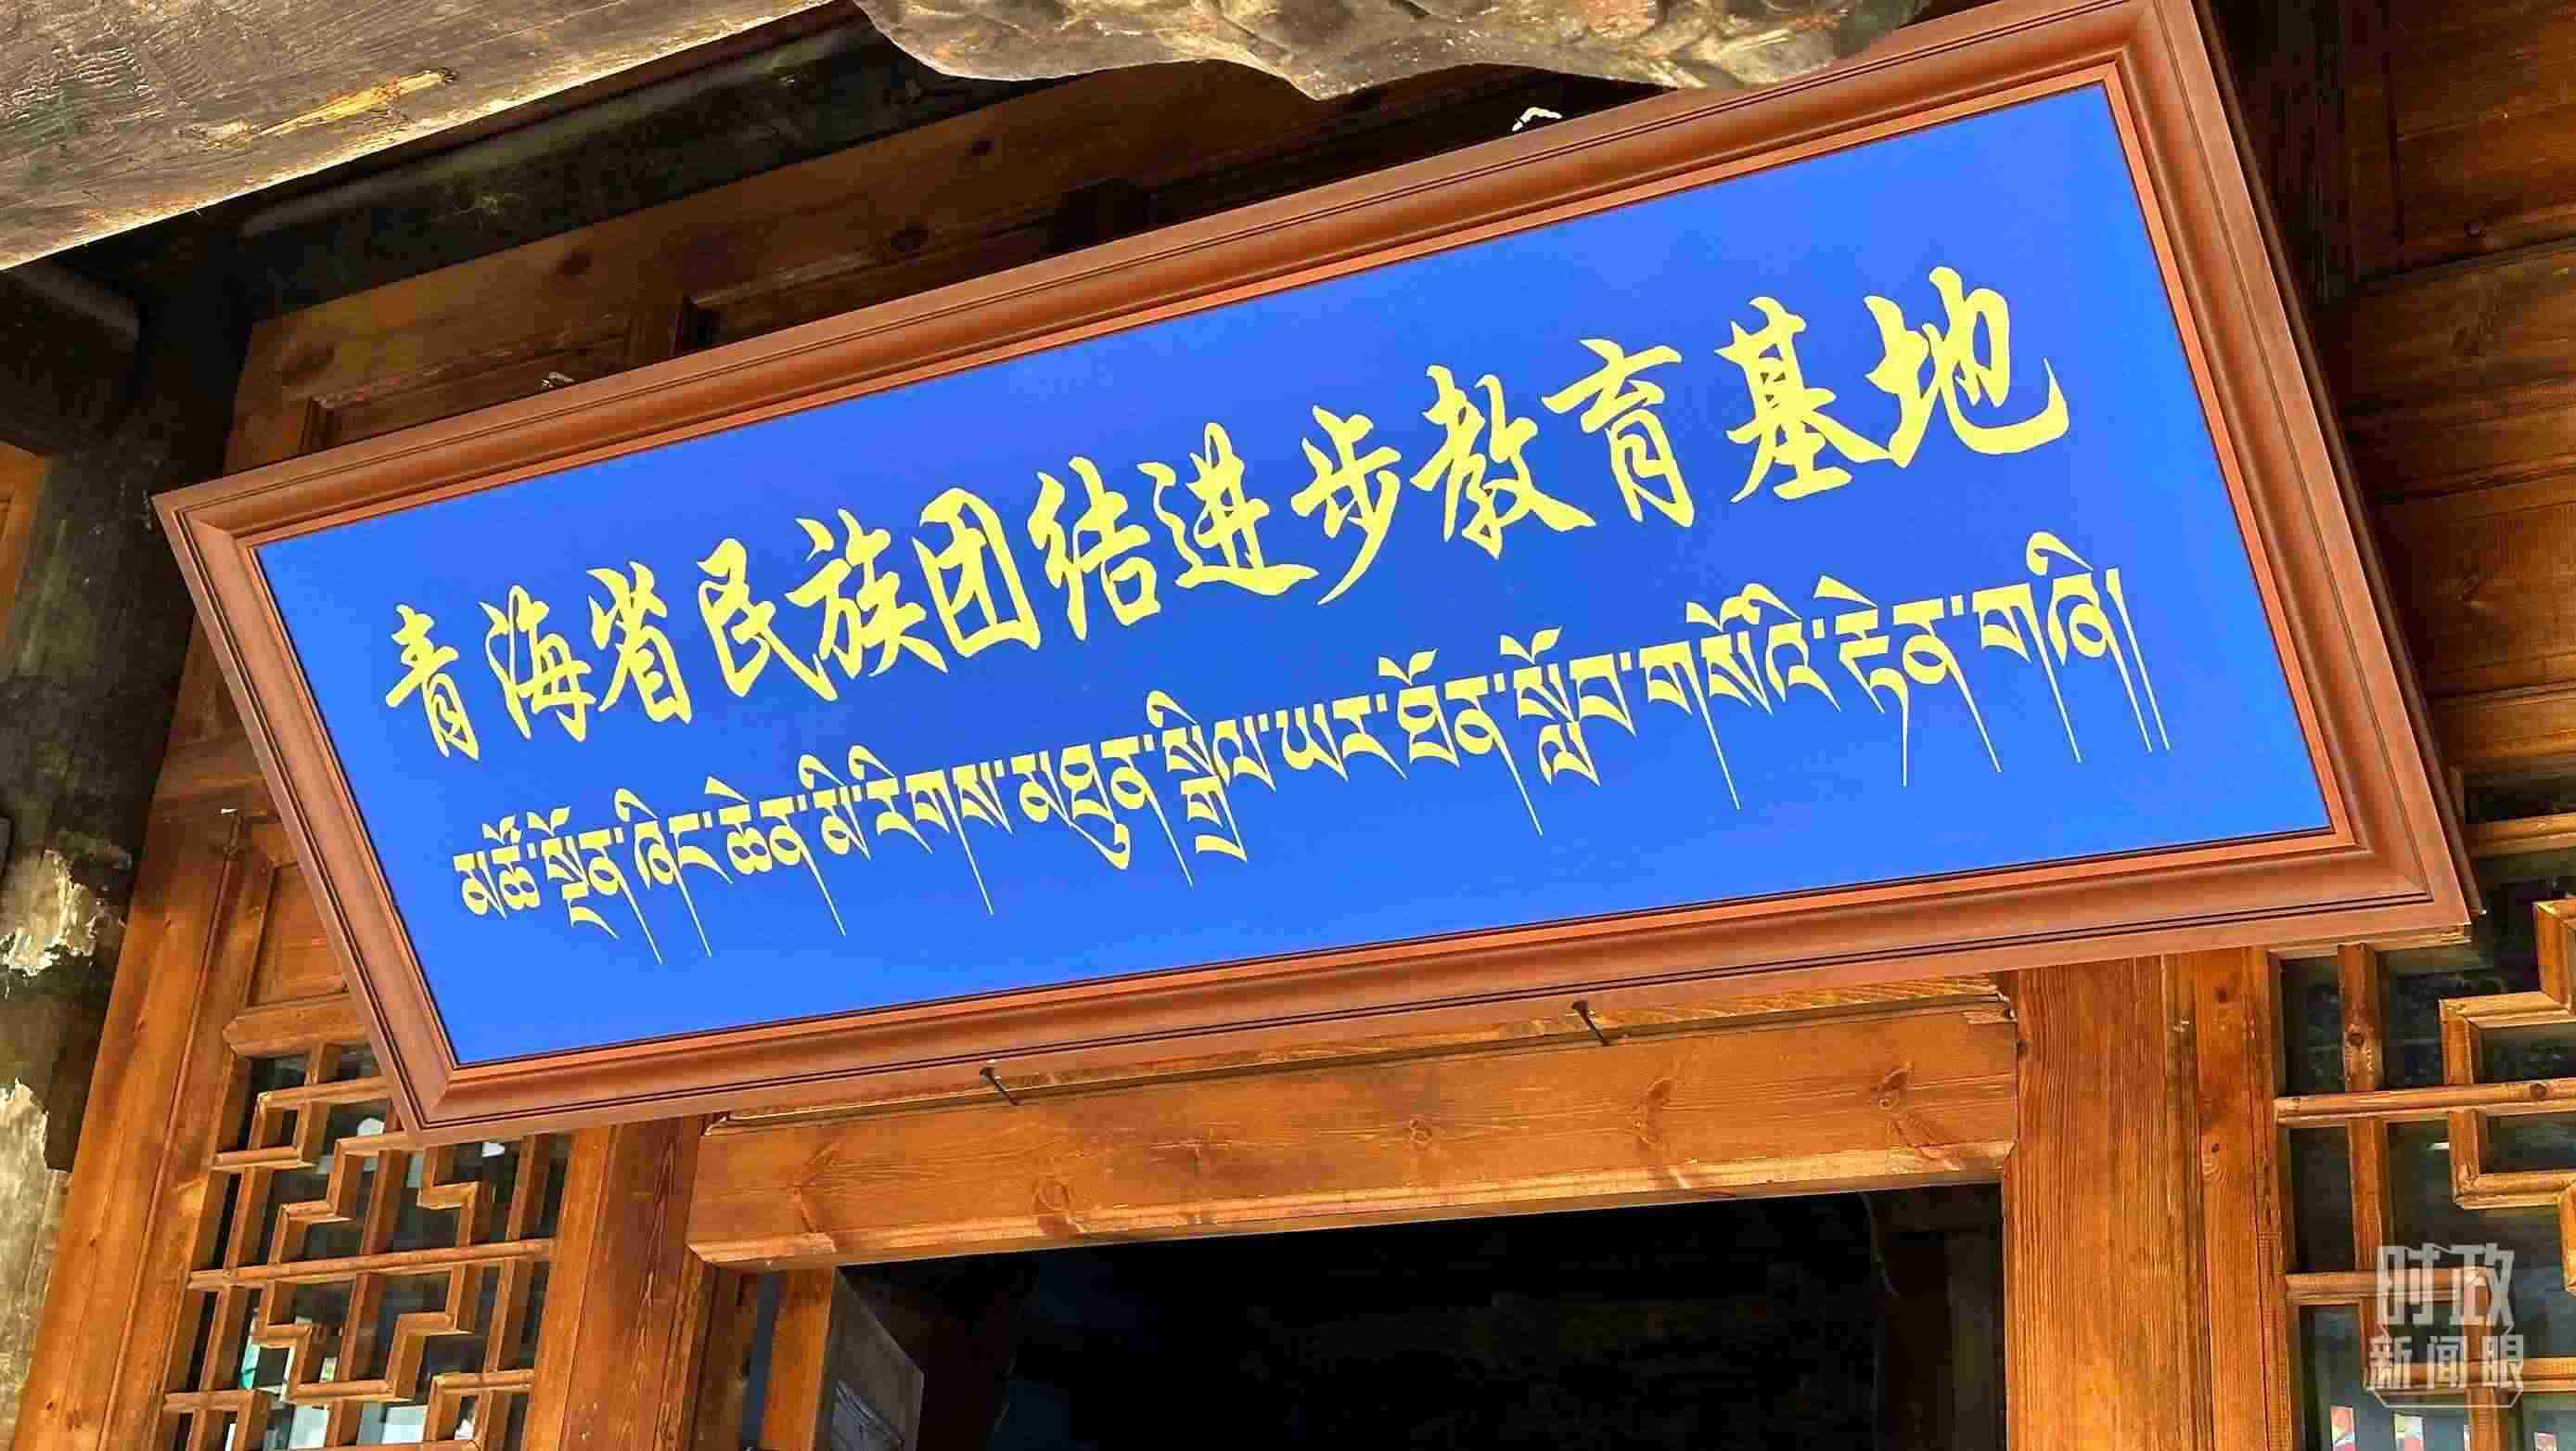 青海省民族团结进步教育基地
མཚོ་སྔོན་ཞིང་ཆེན་མི་རིགས་མཐུན་སྒྲིལ་ཡར་ཐོན་སློབ་གསོའི་རྟེན་གཞི།།
时政
新闻眼